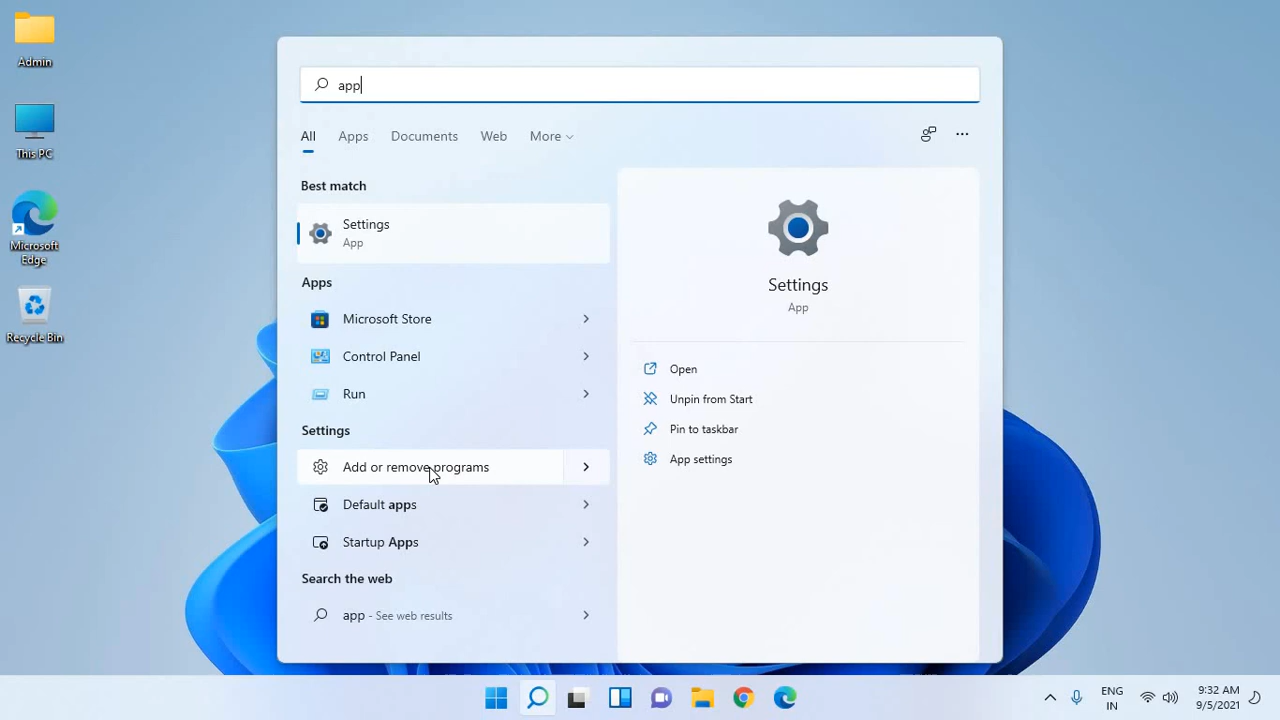 Admin
This PC
Microsoft
Edge
Recycle Bin
app
All Apps Documents Web More
Best match
Settings
App
Apps
Microsoft Store
Control Panel
Run
Settings
Add or remove programs
Default apps
Startup Apps
Search the web
app - See web results
Settings
App
Open
Unpin from Start
Pin to taskbar
App settings
ENG
IN
9:32 AM
9/5/2021